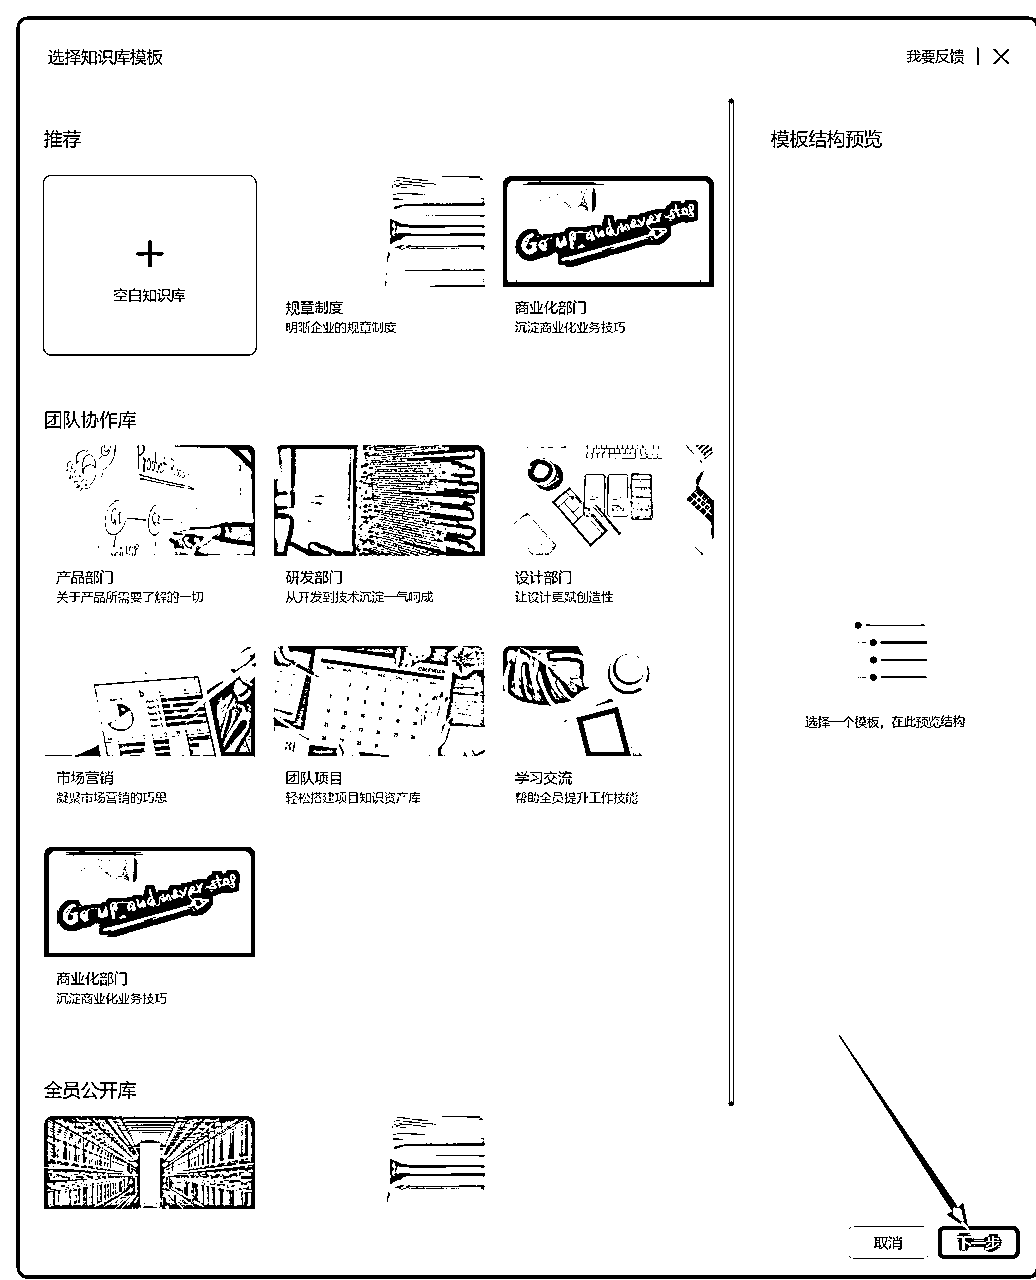 选择知识库模板
我要反馈
推荐
模板结构预览
空白知识库
Go up and never stop
规章制度
明晰企业的规章制度
商业化部门
沉淀商业化业务技巧
团队协作库
产品部门
关于产品所需要了解的一切
研发部门
从开发到技术沉淀一气呵成
设计部门
让设计更赋创造性
选择一个模板，在此预览结构
市场营销
凝聚市场营销的巧思
团队项目
轻松搭建项目知识资产库
学习交流
帮助全员提升工作技能
Go up and never stop
商业化部门
沉淀商业化业务技巧
全员公开库
取消
下一步